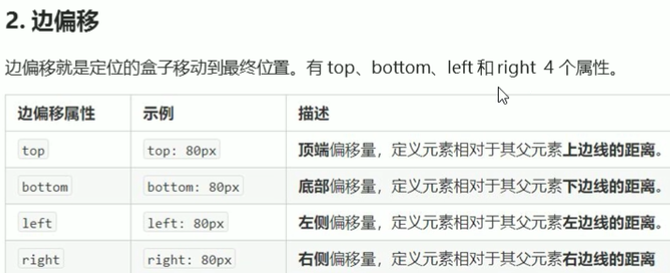 2. 边偏移
边偏移就是定位的盒子移动到最终位置。有 top、bottom、left 和 right 4 个属性。
边偏移属性 示例 描述
top top: 80px 顶端偏移量，定义元素相对于其父元素上边线的距离。
bottom bottom: 80px 底部偏移量，定义元素相对于其父元素下边线的距离。
left left: 80px 左侧偏移量，定义元素相对于其父元素左边线的距离。
right right: 80px 右侧偏移量，定义元素相对于其父元素右边线的距离